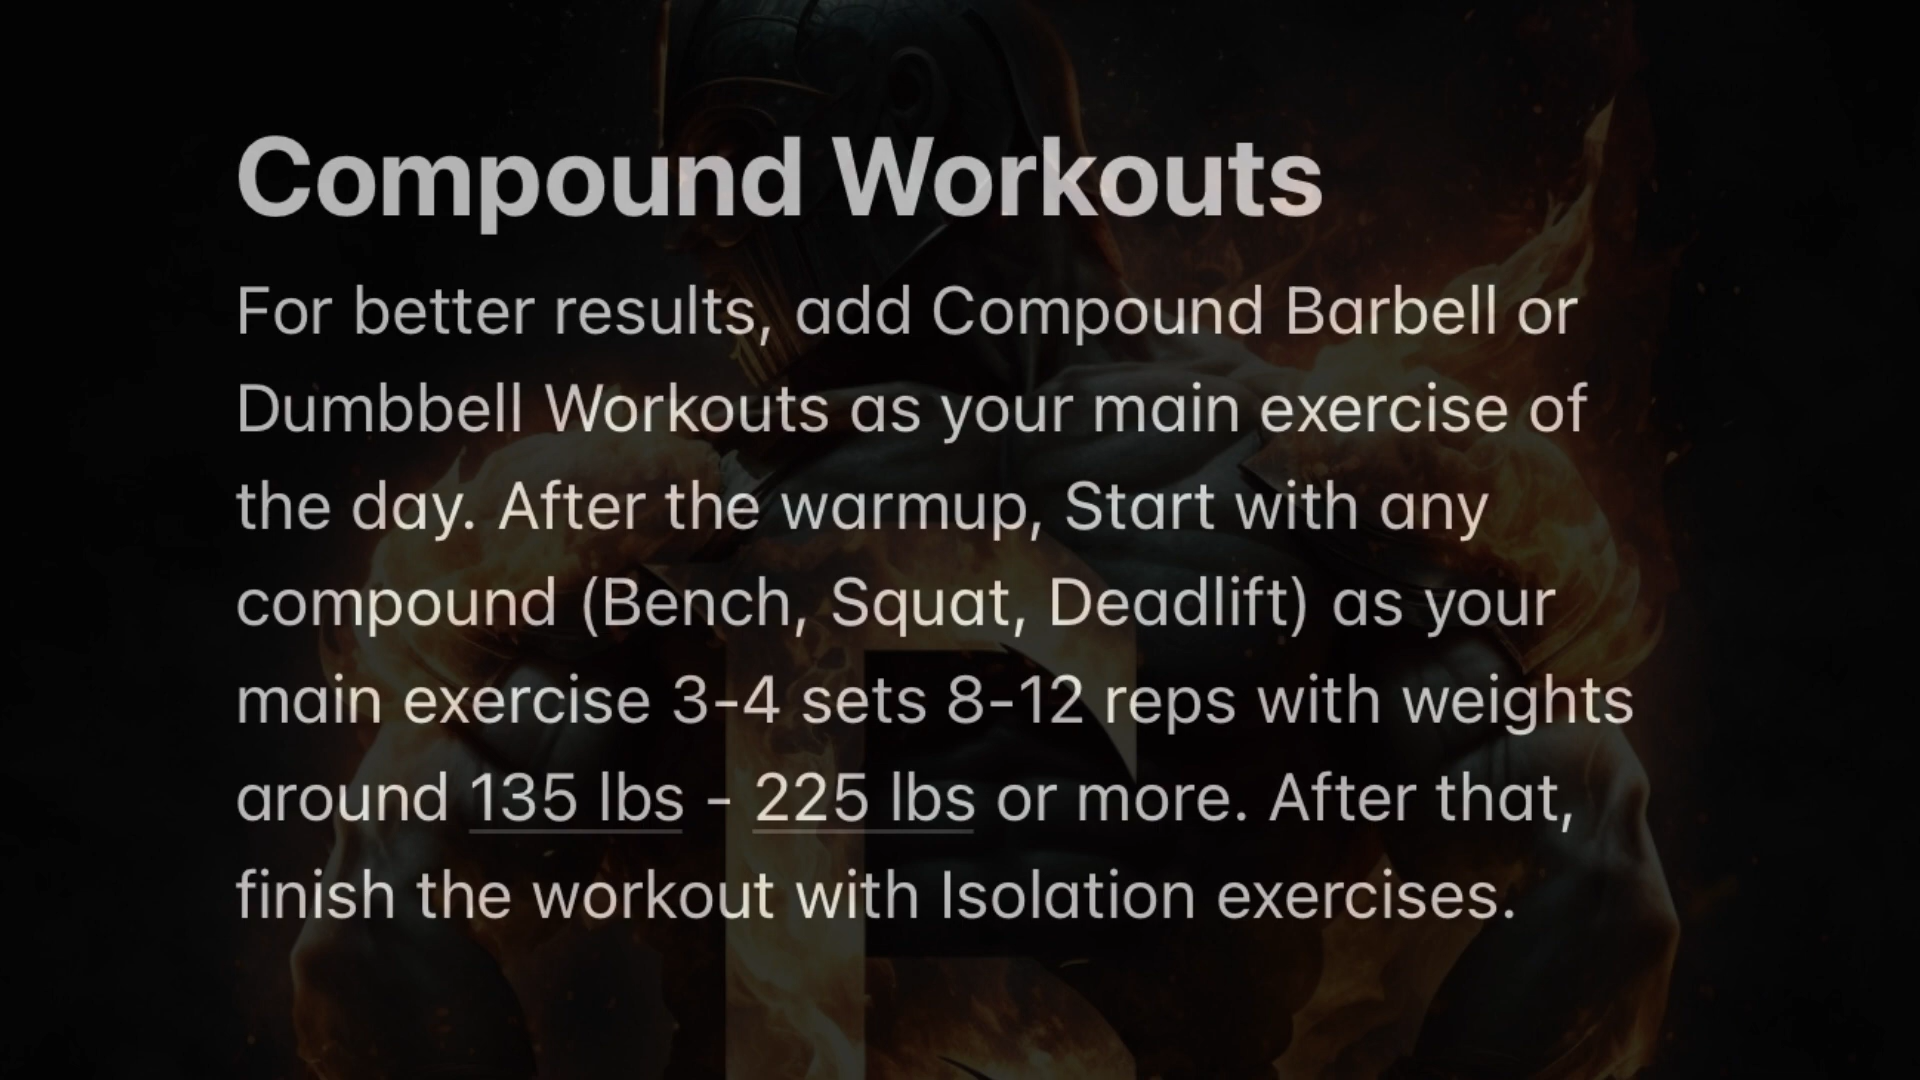 Compound Workouts
For better results, add Compound Barbell or
Dumbbell Workouts as your main exercise of
the day. After the warmup, Start with any
compound (Bench, Squat, Deadlift) as your
main exercise 3-4 sets 8-12 reps with weights
around 135 lbs - 225 lbs or more. After that,
finish the workout with Isolation exercises.